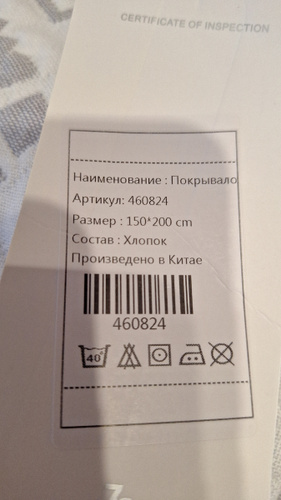 CERTIFICATE OF INSPECTION
Наименование : Покрывало
Артикул: 460824
Размер : 150*200 cm
Состав : Хлопок
Произведено в Китае
460824
40°